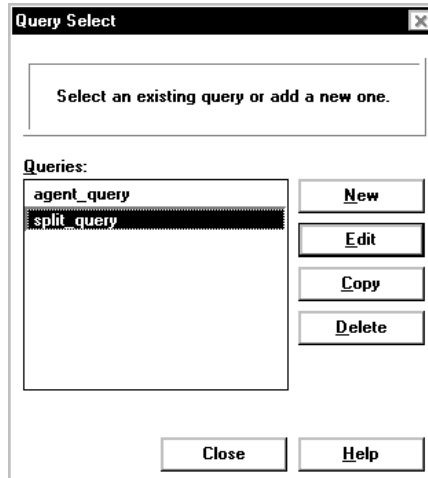 Query Select
Select an existing query or add a new one.
Queries:
agent_query
split_query
New
Edit
Copy
Delete
Close
Help